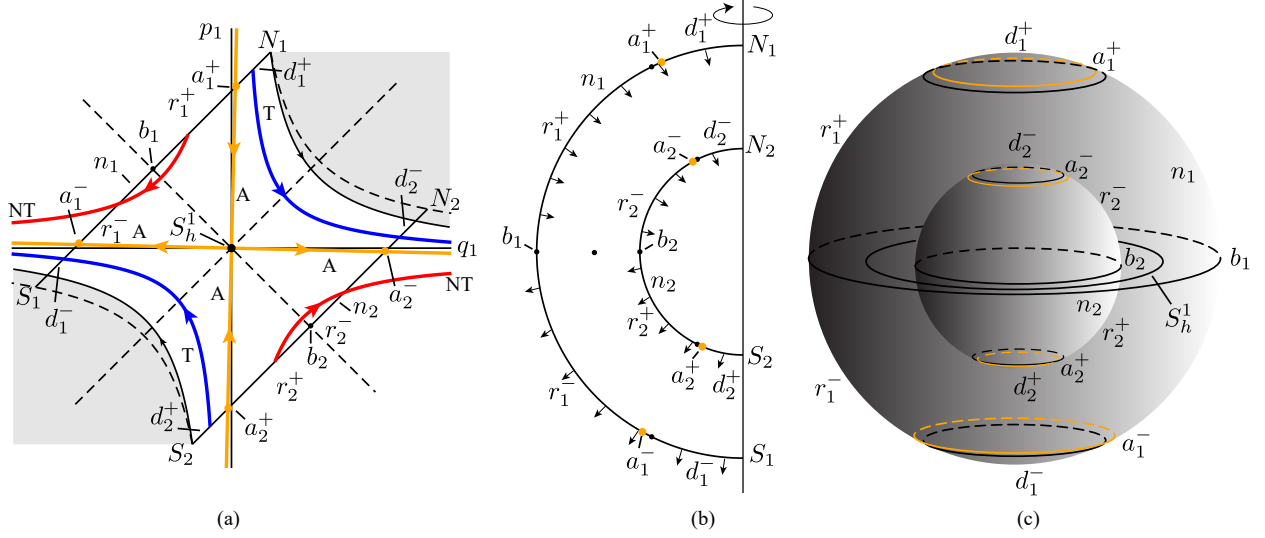 p₁
N₁
a₁⁺
d₁⁺
r₁⁺
T
b₁
n₁
A
a₁⁻
d₂⁻
N₂
NT
r₁⁻
A
S_h¹
q₁
A
a₂⁻
NT
S₁
d₁⁻
A
n₂
r₂⁻
b₂
T
r₂⁺
d₂⁺
a₂⁺
S₂
(a)
a₁⁺
d₁⁺
N₁
n₁
r₁⁺
a₂⁻
d₂⁻
N₂
r₂⁻
b₁
b₂
n₂
r₂⁺
S₂
a₂⁺
d₂⁺
r₁⁻
a₁⁻
d₁⁻
S₁
(b)
d₁⁺
a₁⁺
r₁⁺
d₂⁻
a₂⁻
n₁
r₂⁻
b₂
b₁
n₂
S_h¹
r₂⁺
a₂⁺
d₂⁺
r₁⁻
a₁⁻
d₁⁻
(c)